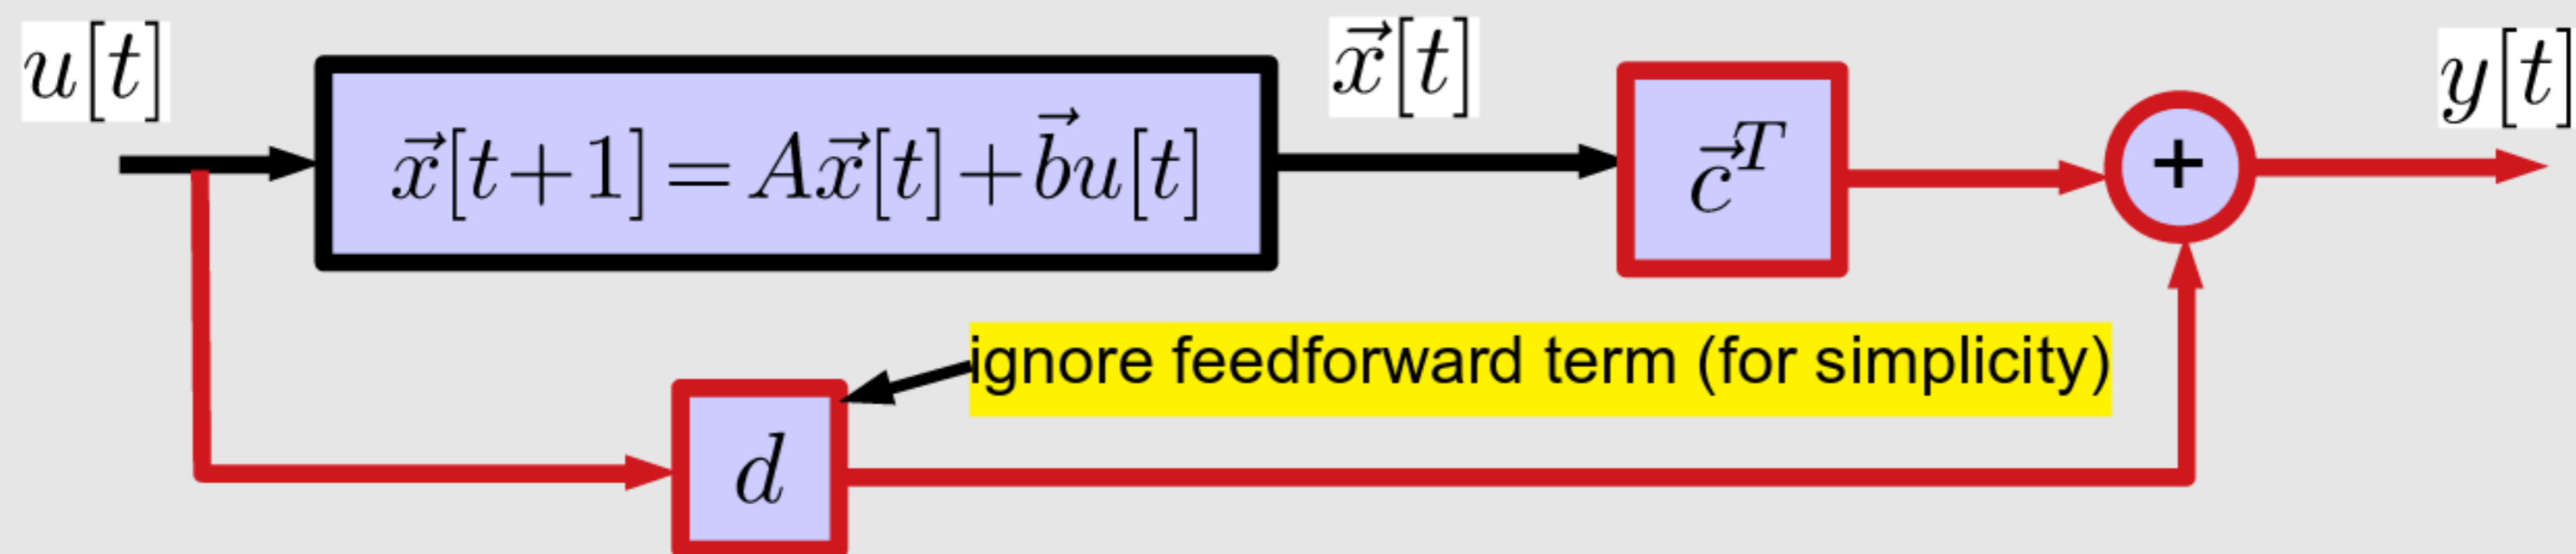 u[t]
x⃗[t+1]=Ax⃗[t]+b⃗u[t]
x⃗[t]
c⃗ᵀ
+
y[t]
ignore feedforward term (for simplicity)
d